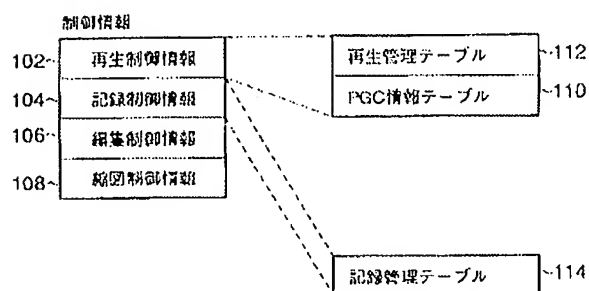 制御情報
102 再生制御情報 再生管理テーブル 112
104 記録制御情報 PGC情報テーブル 110
106 編集制御情報
108 縮図制御情報
記録管理テーブル 114